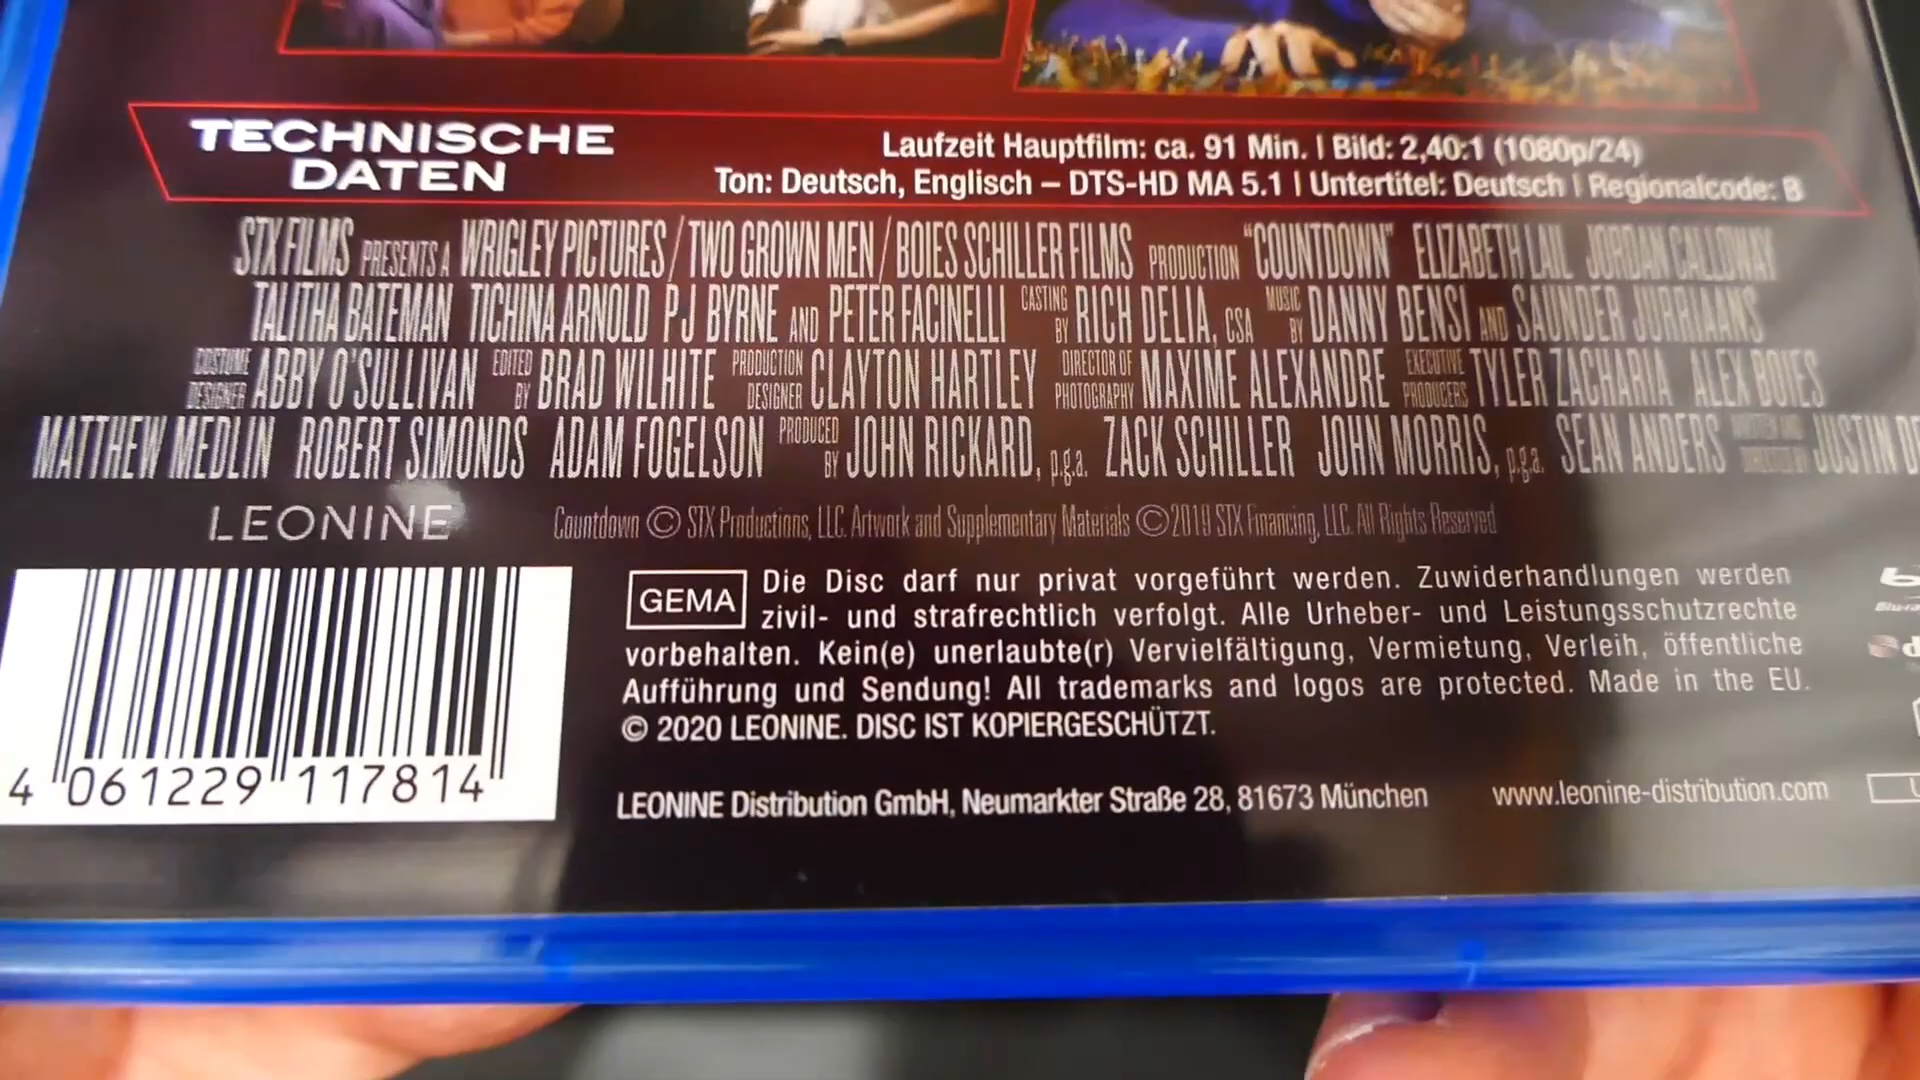 TECHNISCHE
DATEN
Laufzeit Hauptfilm: ca. 91 Min. | Bild: 2,40:1 (1080p/24)
Ton: Deutsch, Englisch – DTS-HD MA 5.1 | Untertitel: Deutsch | Regionalcode: B
STX FILMS PRESENTS A WRIGLEY PICTURES / TWO GROWN MEN / BOIES SCHILLER FILMS PRODUCTION "COUNTDOWN" ELIZABETH LAIL JORDAN CALLOWAY
TALITHA BATEMAN TICHINA ARNOLD PJ BYRNE AND PETER FACINELLI CASTING BY RICH DELIA, CSA MUSIC BY DANNY BENSI AND SAUNDER JURRIAANS
COSTUME DESIGNER ABBY O'SULLIVAN EDITED BY BRAD WILHITE PRODUCTION DESIGNER CLAYTON HARTLEY DIRECTOR OF PHOTOGRAPHY MAXIME ALEXANDRE EXECUTIVE PRODUCERS TYLER ZACHARIA ALEX BOIES
MATTHEW MEDLIN ROBERT SIMONDS ADAM FOGELSON PRODUCED BY JOHN RICKARD, p.g.a. ZACK SCHILLER JOHN MORRIS, p.g.a. SEAN ANDERS WRITTEN AND DIRECTED BY JUSTIN
LEONINE Countdown © STX Productions, LLC. Artwork and Supplementary Materials © 2019 STX Financing, LLC. All Rights Reserved
GEMA Die Disc darf nur privat vorgeführt werden. Zuwiderhandlungen werden
zivil- und strafrechtlich verfolgt. Alle Urheber- und Leistungsschutzrechte
vorbehalten. Kein(e) unerlaubte(r) Vervielfältigung, Vermietung, Verleih, öffentliche
Aufführung und Sendung! All trademarks and logos are protected. Made in the EU.
© 2020 LEONINE. DISC IST KOPIERGESCHÜTZT.
4 061229 117814
LEONINE Distribution GmbH, Neumarkter Straße 28, 81673 München www.leonine-distribution.com